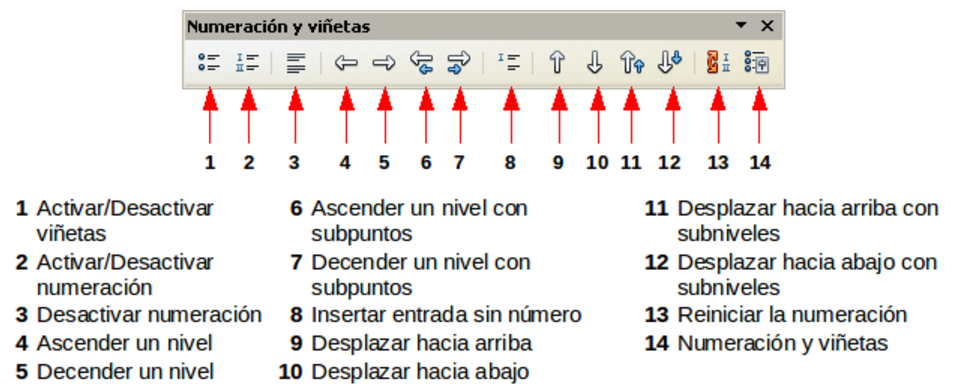 Numeración y viñetas
1 2 3 4 5 6 7 8 9 10 11 12 13 14
1 Activar/Desactivar
viñetas
2 Activar/Desactivar
numeración
3 Desactivar numeración
4 Ascender un nivel
5 Decender un nivel
6 Ascender un nivel con
subpuntos
7 Decender un nivel con
subpuntos
8 Insertar entrada sin número
9 Desplazar hacia arriba
10 Desplazar hacia abajo
11 Desplazar hacia arriba con
subniveles
12 Desplazar hacia abajo con
subniveles
13 Reiniciar la numeración
14 Numeración y viñetas